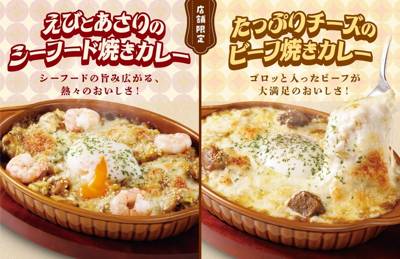 えびとあさりの
シーフード焼きカレー
シーフードの旨み広がる、
熱々のおいしさ!
店舗限定
たっぷりチーズの
ビーフ焼きカレー
ゴロッと入ったビーフが
大満足のおいしさ!